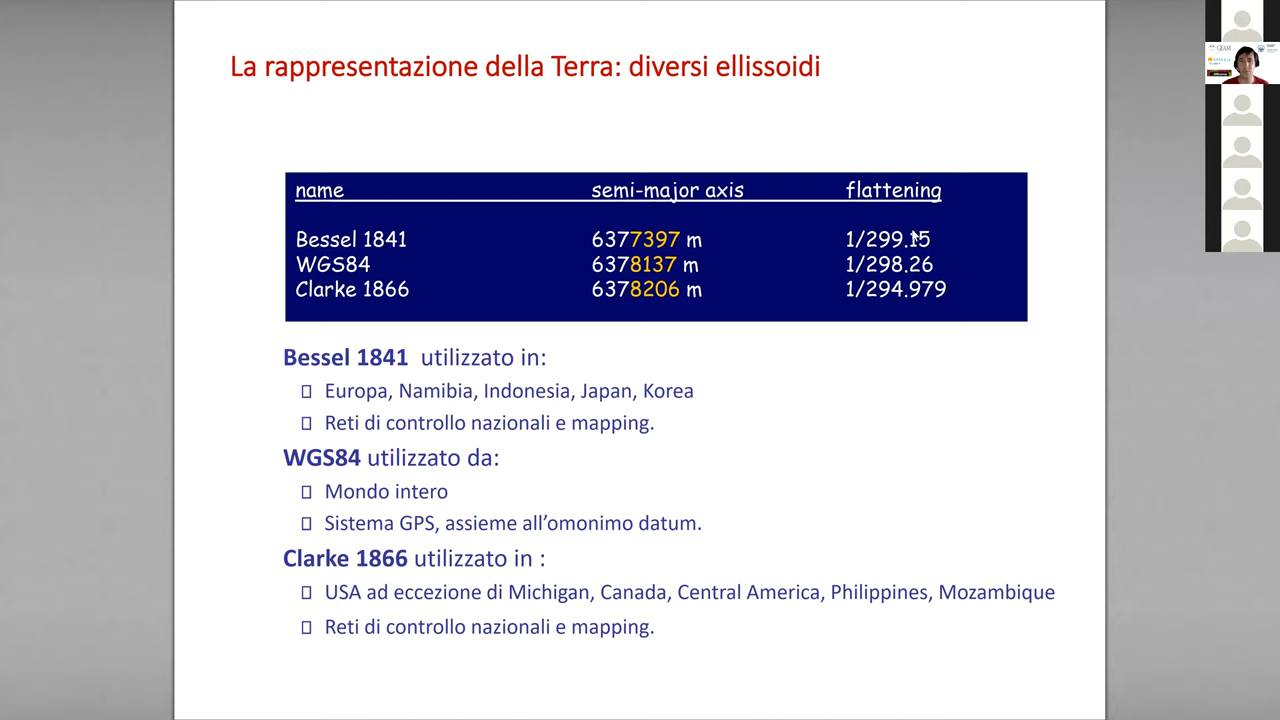 La rappresentazione della Terra: diversi ellissoidi
name semi-major axis flattening
Bessel 1841 6377397 m 1/299.15
WGS84 6378137 m 1/298.26
Clarke 1866 6378206 m 1/294.979
Bessel 1841 utilizzato in:
Europa, Namibia, Indonesia, Japan, Korea
Reti di controllo nazionali e mapping.
WGS84 utilizzato da:
Mondo intero
Sistema GPS, assieme all’omonimo datum.
Clarke 1866 utilizzato in :
USA ad eccezione di Michigan, Canada, Central America, Philippines, Mozambique
Reti di controllo nazionali e mapping.
GEAM